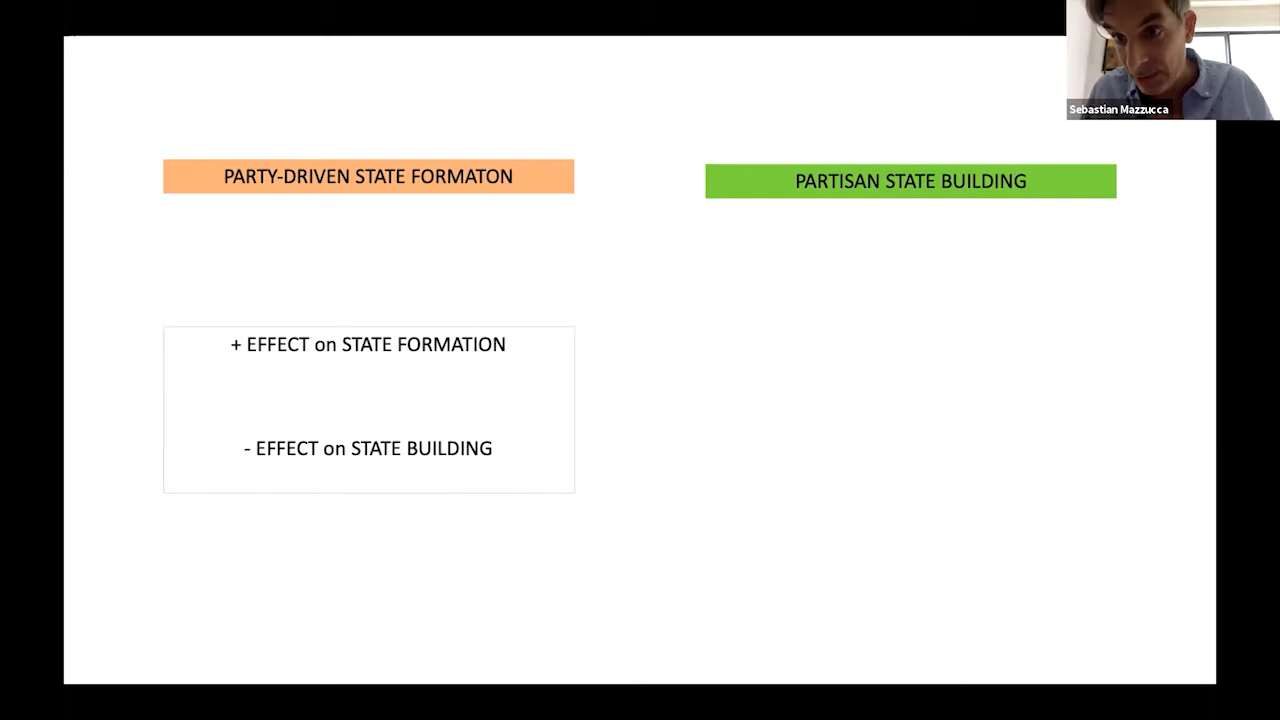 Sebastian Mazzucca
PARTY-DRIVEN STATE FORMATON
PARTISAN STATE BUILDING
+ EFFECT on STATE FORMATION
- EFFECT on STATE BUILDING